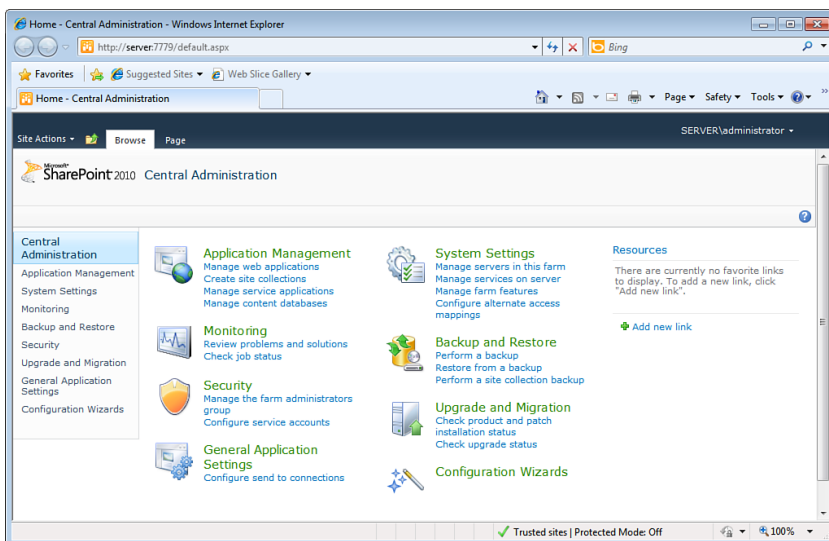 Home - Central Administration - Windows Internet Explorer
http://server:7779/default.aspx
Bing
Favorites
Suggested Sites
Web Slice Gallery
Home - Central Administration
Page
Safety
Tools
»
Site Actions
Browse
Page
SERVER\administrator
Microsoft
SharePoint 2010
Central Administration
Central
Administration
Application Management
System Settings
Monitoring
Backup and Restore
Security
Upgrade and Migration
General Application
Settings
Configuration Wizards
Application Management
Manage web applications
Create site collections
Manage service applications
Manage content databases
Monitoring
Review problems and solutions
Check job status
Security
Manage the farm administrators
group
Configure service accounts
General Application
Settings
Configure send to connections
System Settings
Manage servers in this farm
Manage services on server
Manage farm features
Configure alternate access
mappings
Backup and Restore
Perform a backup
Restore from a backup
Perform a site collection backup
Upgrade and Migration
Check product and patch
installation status
Check upgrade status
Configuration Wizards
Resources
There are currently no favorite links
to display. To add a new link, click
"Add new link".
Add new link
Trusted sites | Protected Mode: Off
100%